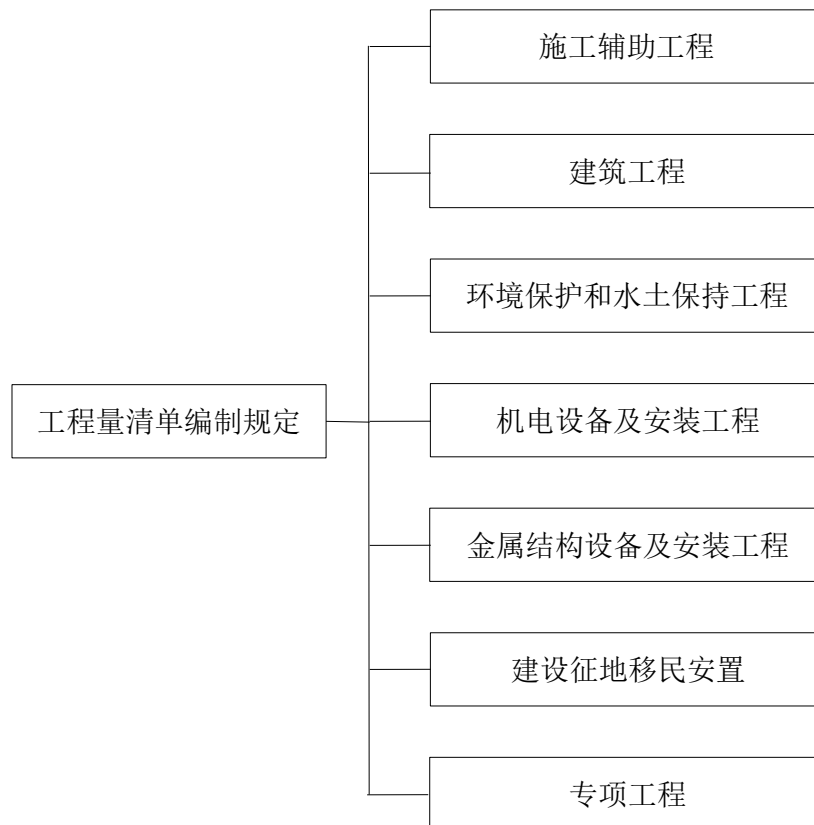 施工辅助工程
建筑工程
环境保护和水土保持工程
工程量清单编制规定
机电设备及安装工程
金属结构设备及安装工程
建设征地移民安置
专项工程